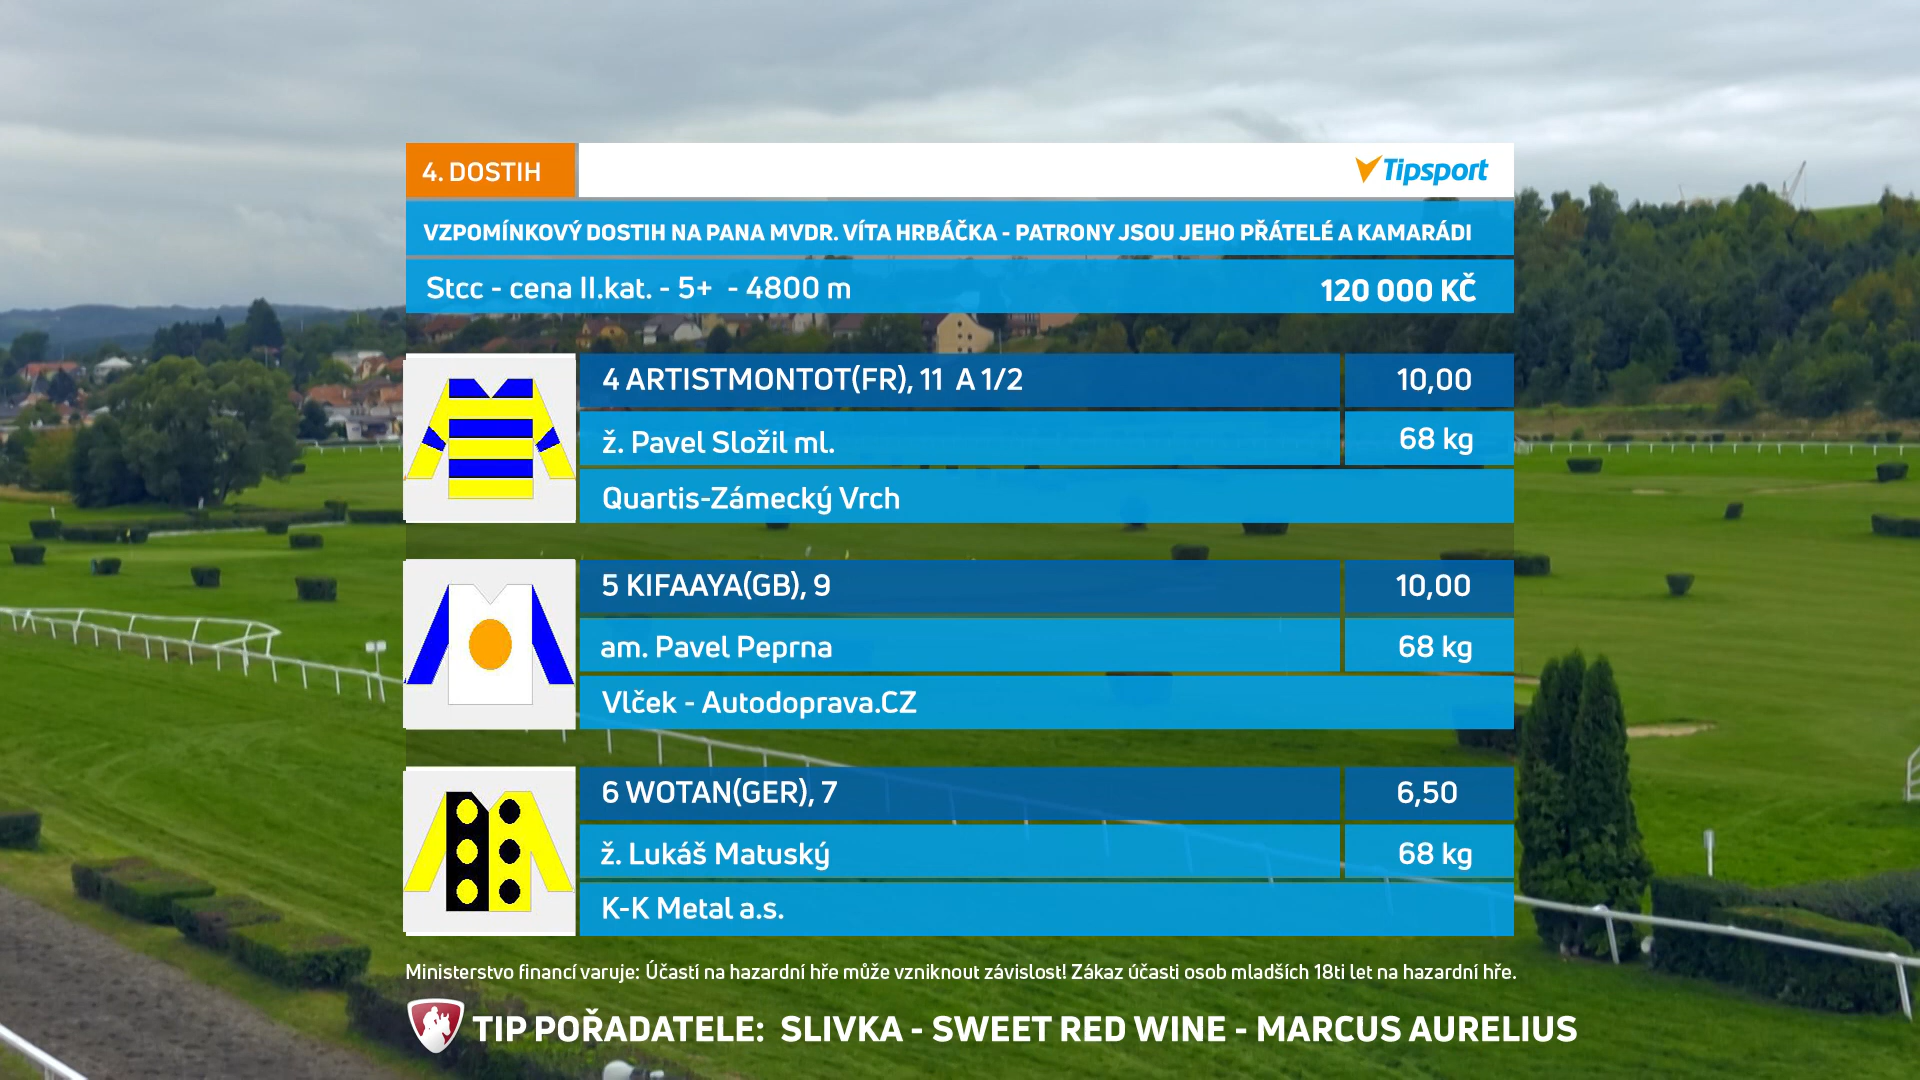 4. DOSTIH
Tipsport
VZPOMÍNKOVÝ DOSTIH NA PANA MVDR. VÍTA HRBÁČKA - PATRONY JSOU JEHO PŘÁTELÉ A KAMARÁDI
Stcc - cena II.kat. - 5+ - 4800 m 120 000 KČ
4 ARTISTMONTOT(FR), 11 A 1/2 10,00
ž. Pavel Složil ml. 68 kg
Quartis-Zámecký Vrch
5 KIFAAYA(GB), 9 10,00
am. Pavel Peprna 68 kg
Vlček - Autodoprava.CZ
6 WOTAN(GER), 7 6,50
ž. Lukáš Matuský 68 kg
K-K Metal a.s.
Ministerstvo financí varuje: Účastí na hazardní hře může vzniknout závislost! Zákaz účasti osob mladších 18ti let na hazardní hře.
TIP POŘADATELE: SLIVKA - SWEET RED WINE - MARCUS AURELIUS